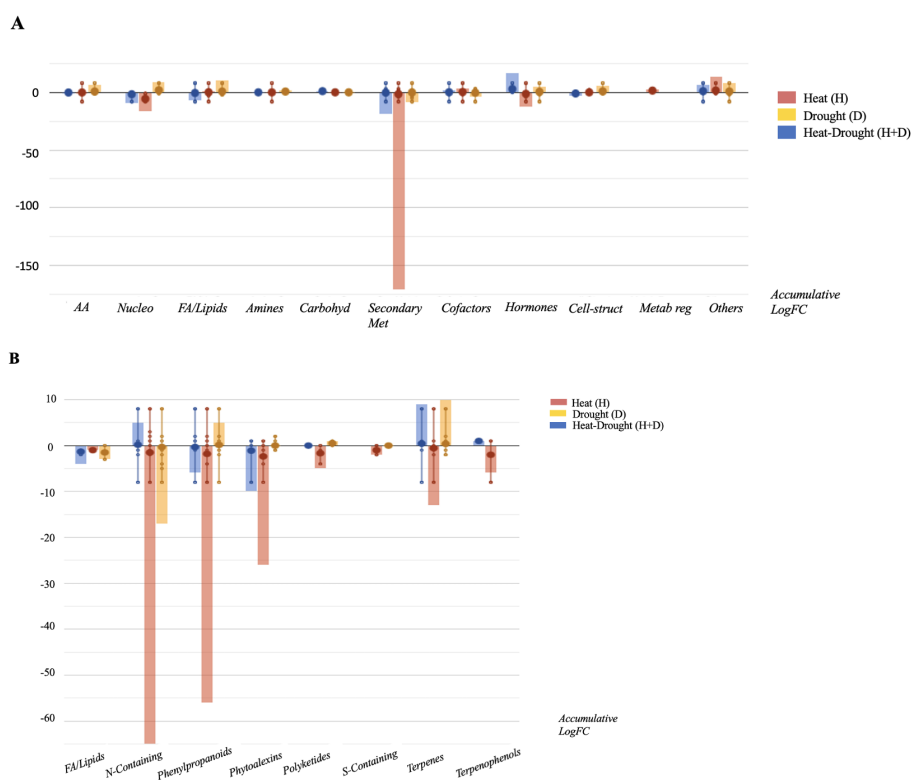 A
0
-50
-100
-150
Heat (H)
Drought (D)
Heat-Drought (H+D)
AA
Nucleo
FA/Lipids
Amines
Carbohyd
Secondary
Met
Cofactors
Hormones
Cell-struct
Metab reg
Others
Accumulative
LogFC
B
10
0
-10
-20
-30
-40
-50
-60
Heat (H)
Drought (D)
Heat-Drought (H+D)
FA/Lipids
N-Containing
Phenylpropanoids
Phytoalexins
Polyketides
S-Containing
Terpenes
Terpenophenols
Accumulative
LogFC